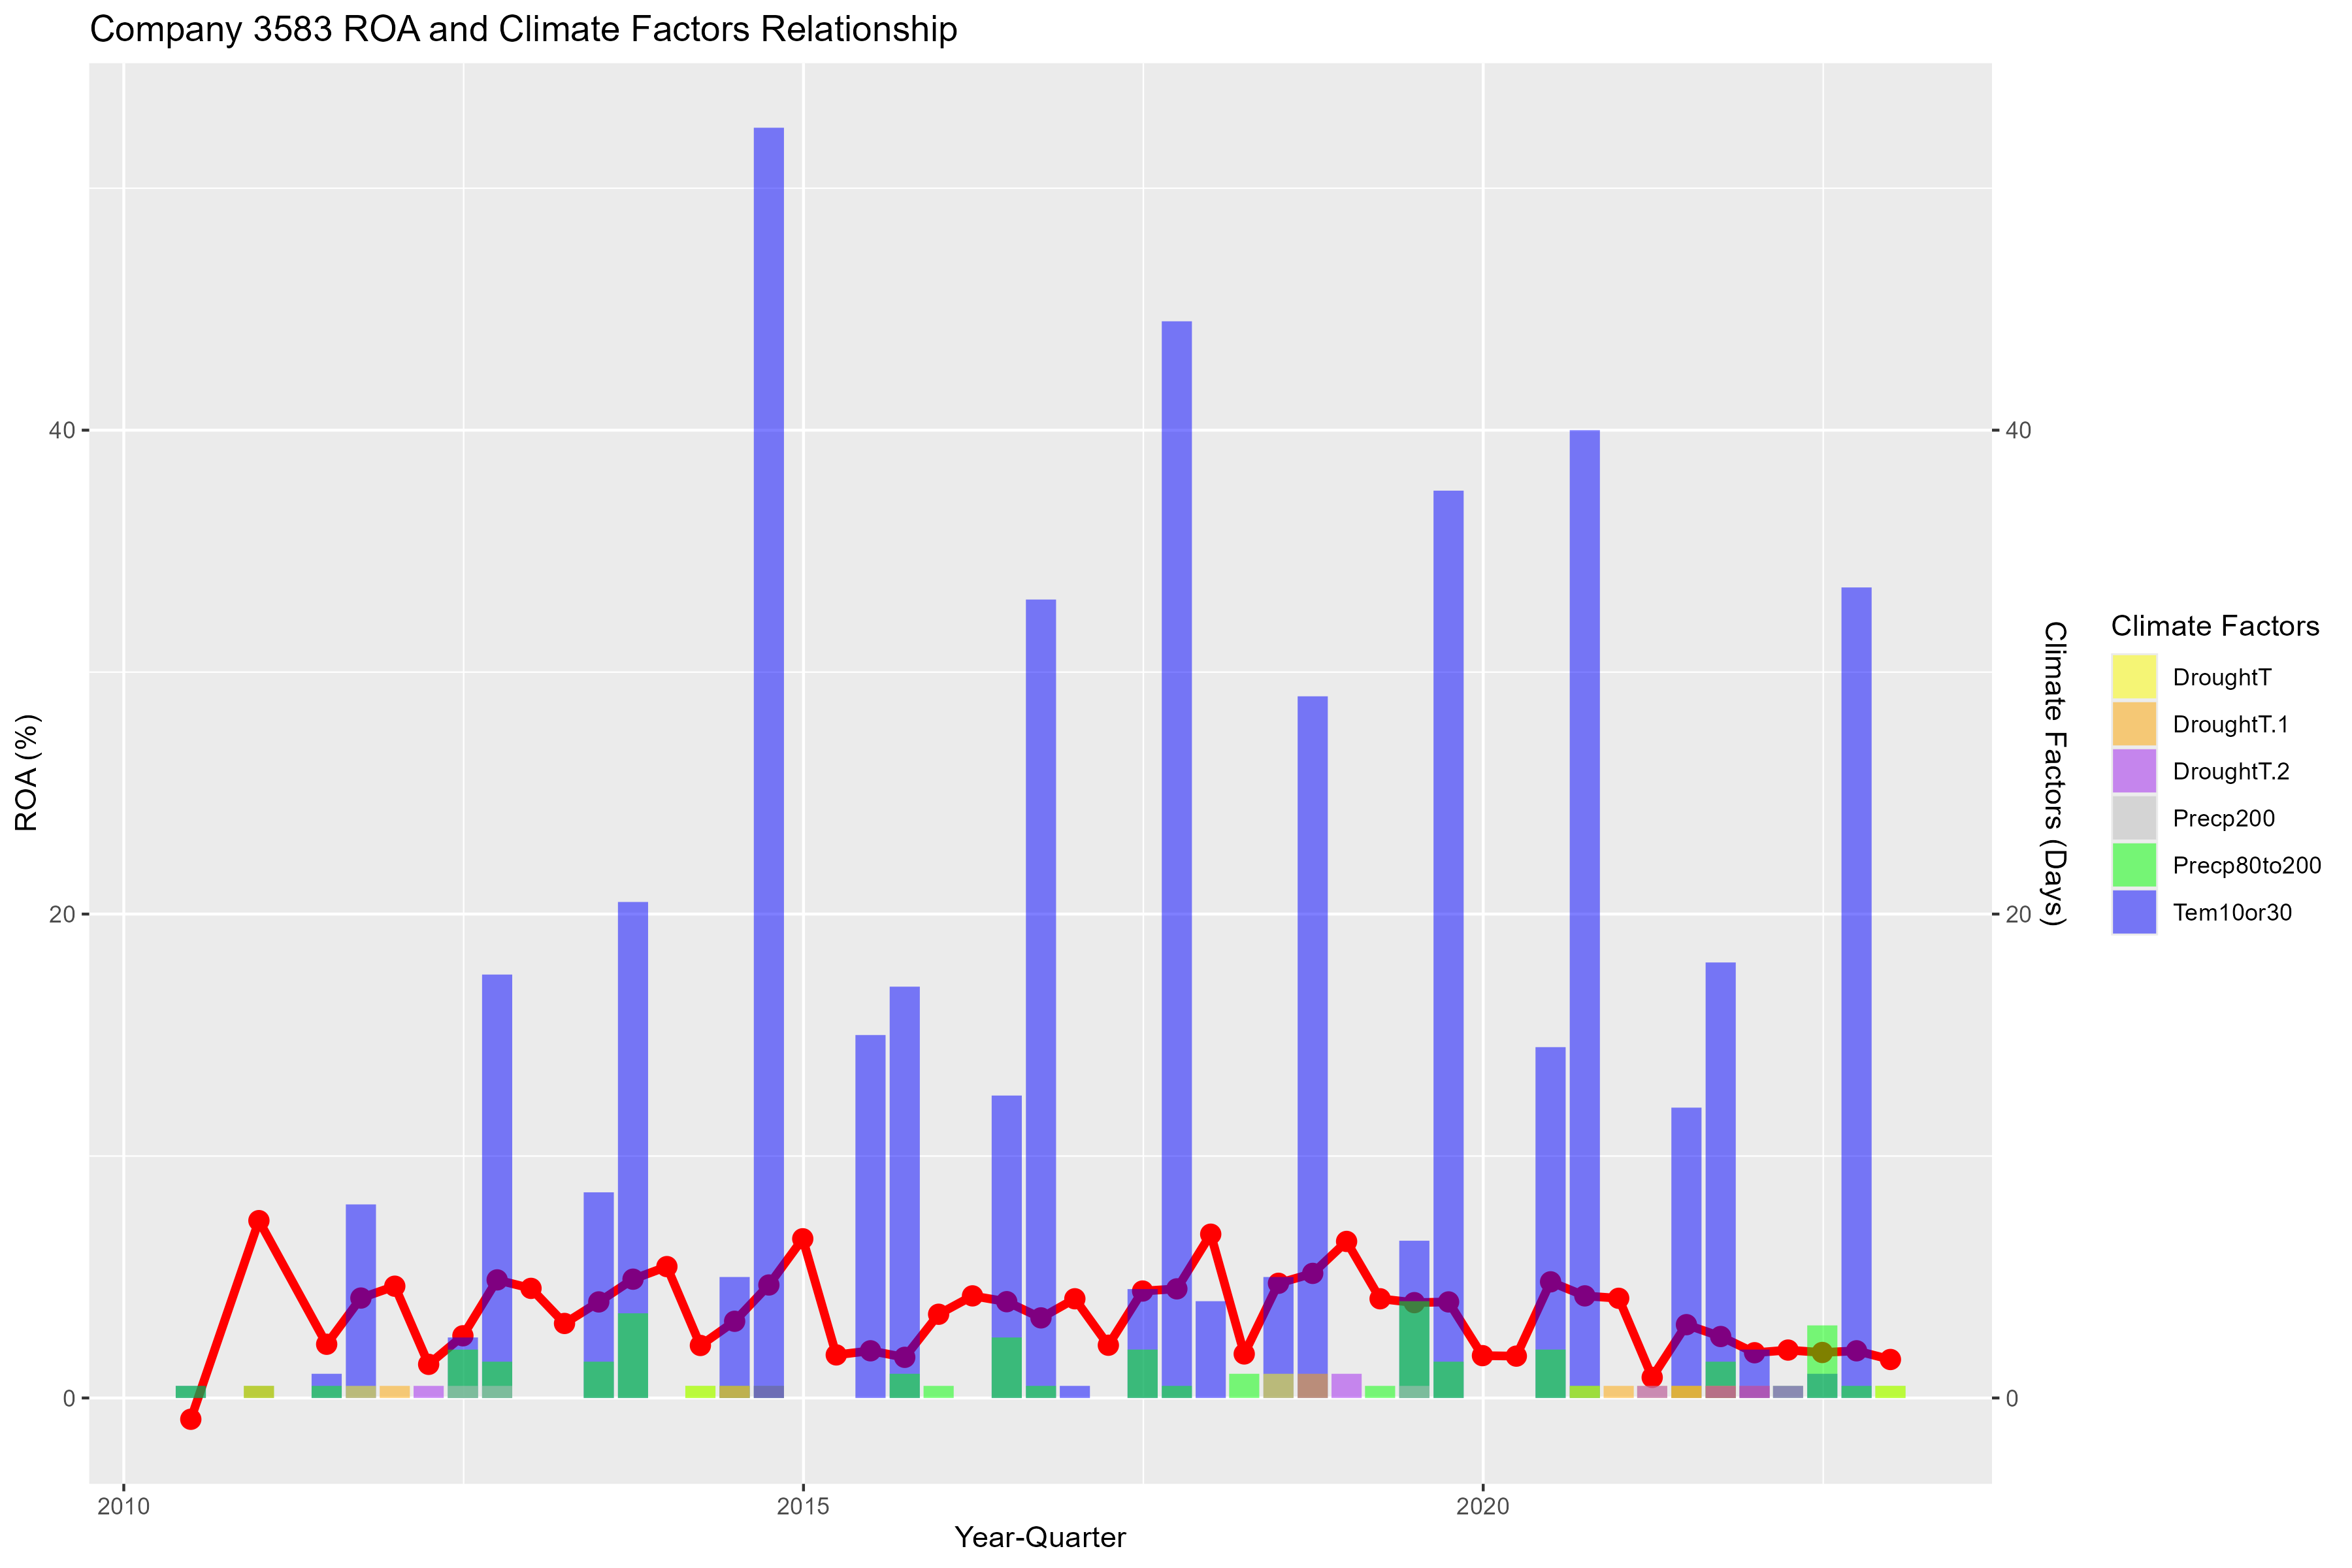 Company 3583 ROA and Climate Factors Relationship
40
20
0
ROA (%)
40
20
0
Climate Factors (Days)
2010
2015
2020
Year-Quarter
Climate Factors
DroughtT
DroughtT.1
DroughtT.2
Precp200
Precp80to200
Tem10or30